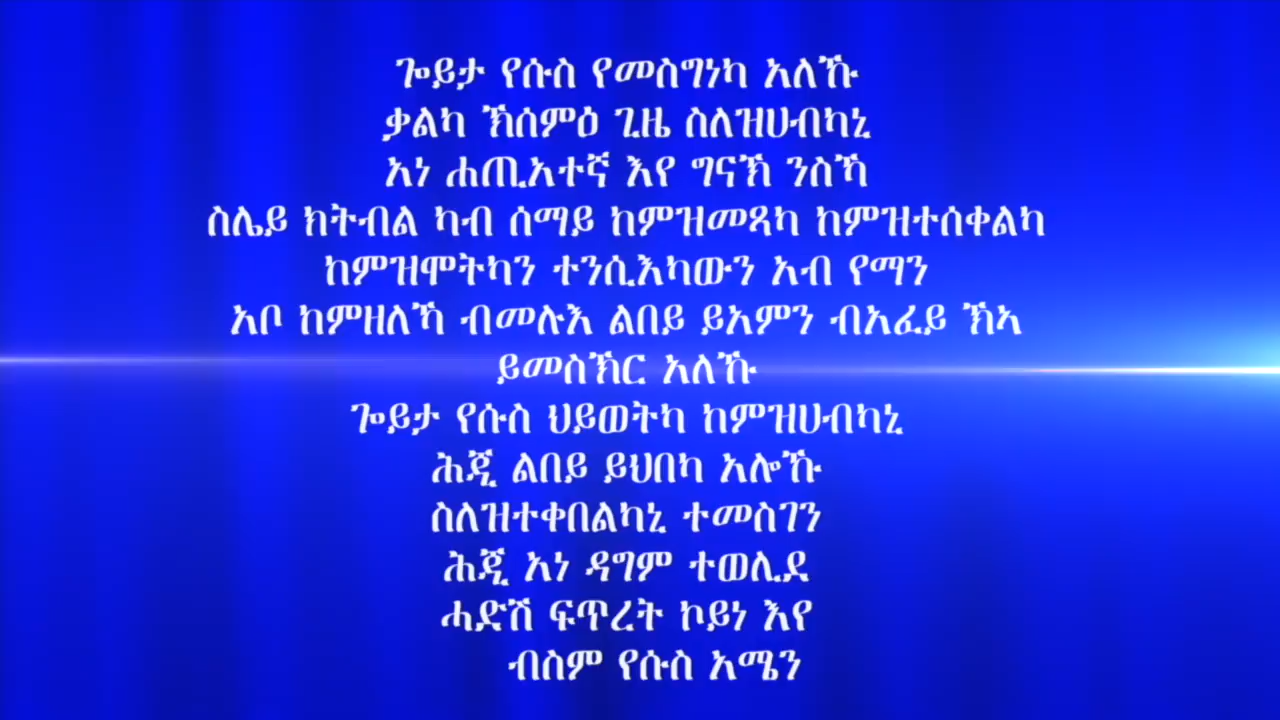 ጐይታ የሱስ የመስግነካ አለኹ
ቃልካ ኽሰምዕ ጊዜ ስለዝሀብካኒ
አነ ሐጢአተኛ እየ ግናኽ ንስኻ
ስሌይ ክትብል ካብ ሰማይ ከምዝመጻካ ከምዝተሰቀልካ
ከምዝሞትካን ተንሲእካውን አብ የማን
አቦ ከምዘለኻ ብመሉእ ልበይ ይአምን ብአፈይ ኽኣ
ይመስኽር አለኹ
ጐይታ የሱስ ህይወትካ ከምዝሀብካኒ
ሕጂ ልበይ ይህበካ አሎኹ
ስለዝተቀበልካኒ ተመስገን
ሕጂ አነ ዳግም ተወሊደ
ሓድሽ ፍጥረት ኮይነ እየ
ብስም የሱስ አሜን